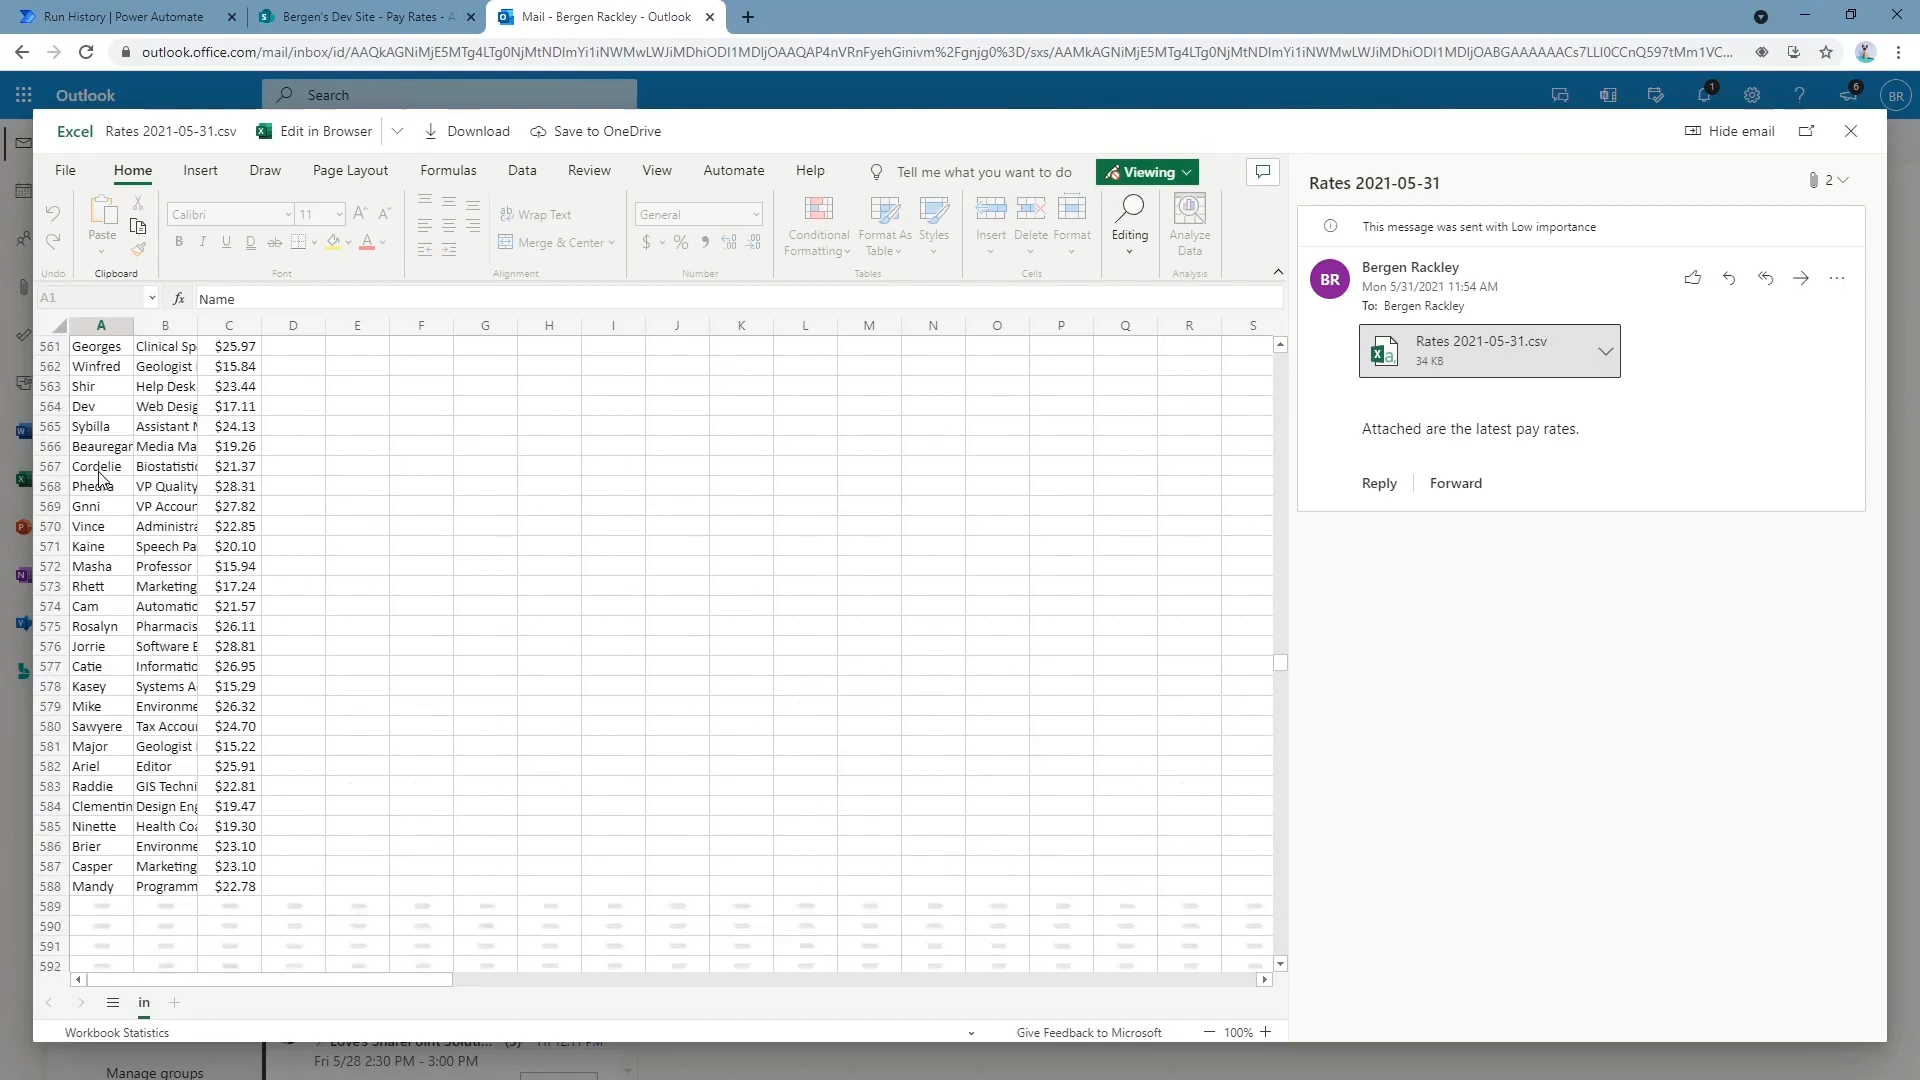 Run History | Power Automate
Bergen's Dev Site - Pay Rates - A
Mail - Bergen Rackley - Outlook
outlook.office.com/mail/inbox/id/AAQkAGNiMjE5MTg4LTg0NjMtNDlmYi1iNWMwLWJiMDhiODI1MDljOAAQAP4nVRnFyehGinivm%2Fgnjg0%3D/sxs/AAMkAGNiMjE5MTg4LTg0NjMtNDlmYi1iNWMwLWJiMDhiODI1MDljOABGAAAAAACs7LLI0CCnQ597tMm1VC...
Outlook
Search
1
6
BR
Excel Rates 2021-05-31.csv Edit in Browser Download Save to OneDrive
Hide email
File Home Insert Draw Page Layout Formulas Data Review View Automate Help Tell me what you want to do Viewing
Paste Calibri 11 Wrap Text General
Merge & Center
Conditional Formatting Format As Table Styles Insert Delete Format Editing Analyze Data
Undo Clipboard Font Alignment Number Tables Cells Analysis
A1 fx Name
A B C D E F G H I J K L M N O P Q R S
561 Georges Clinical Sp $25.97
562 Winfred Geologist $15.84
563 Shir Help Desk $23.44
564 Dev Web Desig $17.11
565 Sybilla Assistant M $24.13
566 Beauregar Media Ma $19.26
567 Cordelie Biostatistic $21.37
568 Phedra VP Quality $28.31
569 Gnni VP Accoun $27.82
570 Vince Administra $22.85
571 Kaine Speech Pa $20.10
572 Masha Professor $15.94
573 Rhett Marketing $17.24
574 Cam Automatic $21.57
575 Rosalyn Pharmacis $26.11
576 Jorrie Software E $28.81
577 Catie Informatio $26.95
578 Kasey Systems A $15.29
579 Mike Environme $26.32
580 Sawyere Tax Accoun $24.70
581 Major Geologist $15.22
582 Ariel Editor $25.91
583 Raddie GIS Techni $22.81
584 Clementin Design Eng $19.47
585 Ninette Health Coa $19.30
586 Brier Environme $23.10
587 Casper Marketing $23.10
588 Mandy Programm $22.78
589
590
591
592
in
Workbook Statistics
Give Feedback to Microsoft
100%
Rates 2021-05-31
2
This message was sent with Low importance
BR
Bergen Rackley
Mon 5/31/2021 11:54 AM
To: Bergen Rackley
Rates 2021-05-31.csv
34 KB
Attached are the latest pay rates.
Reply
Forward
Fri 5/28 2:30 PM - 3:00 PM
Manage groups